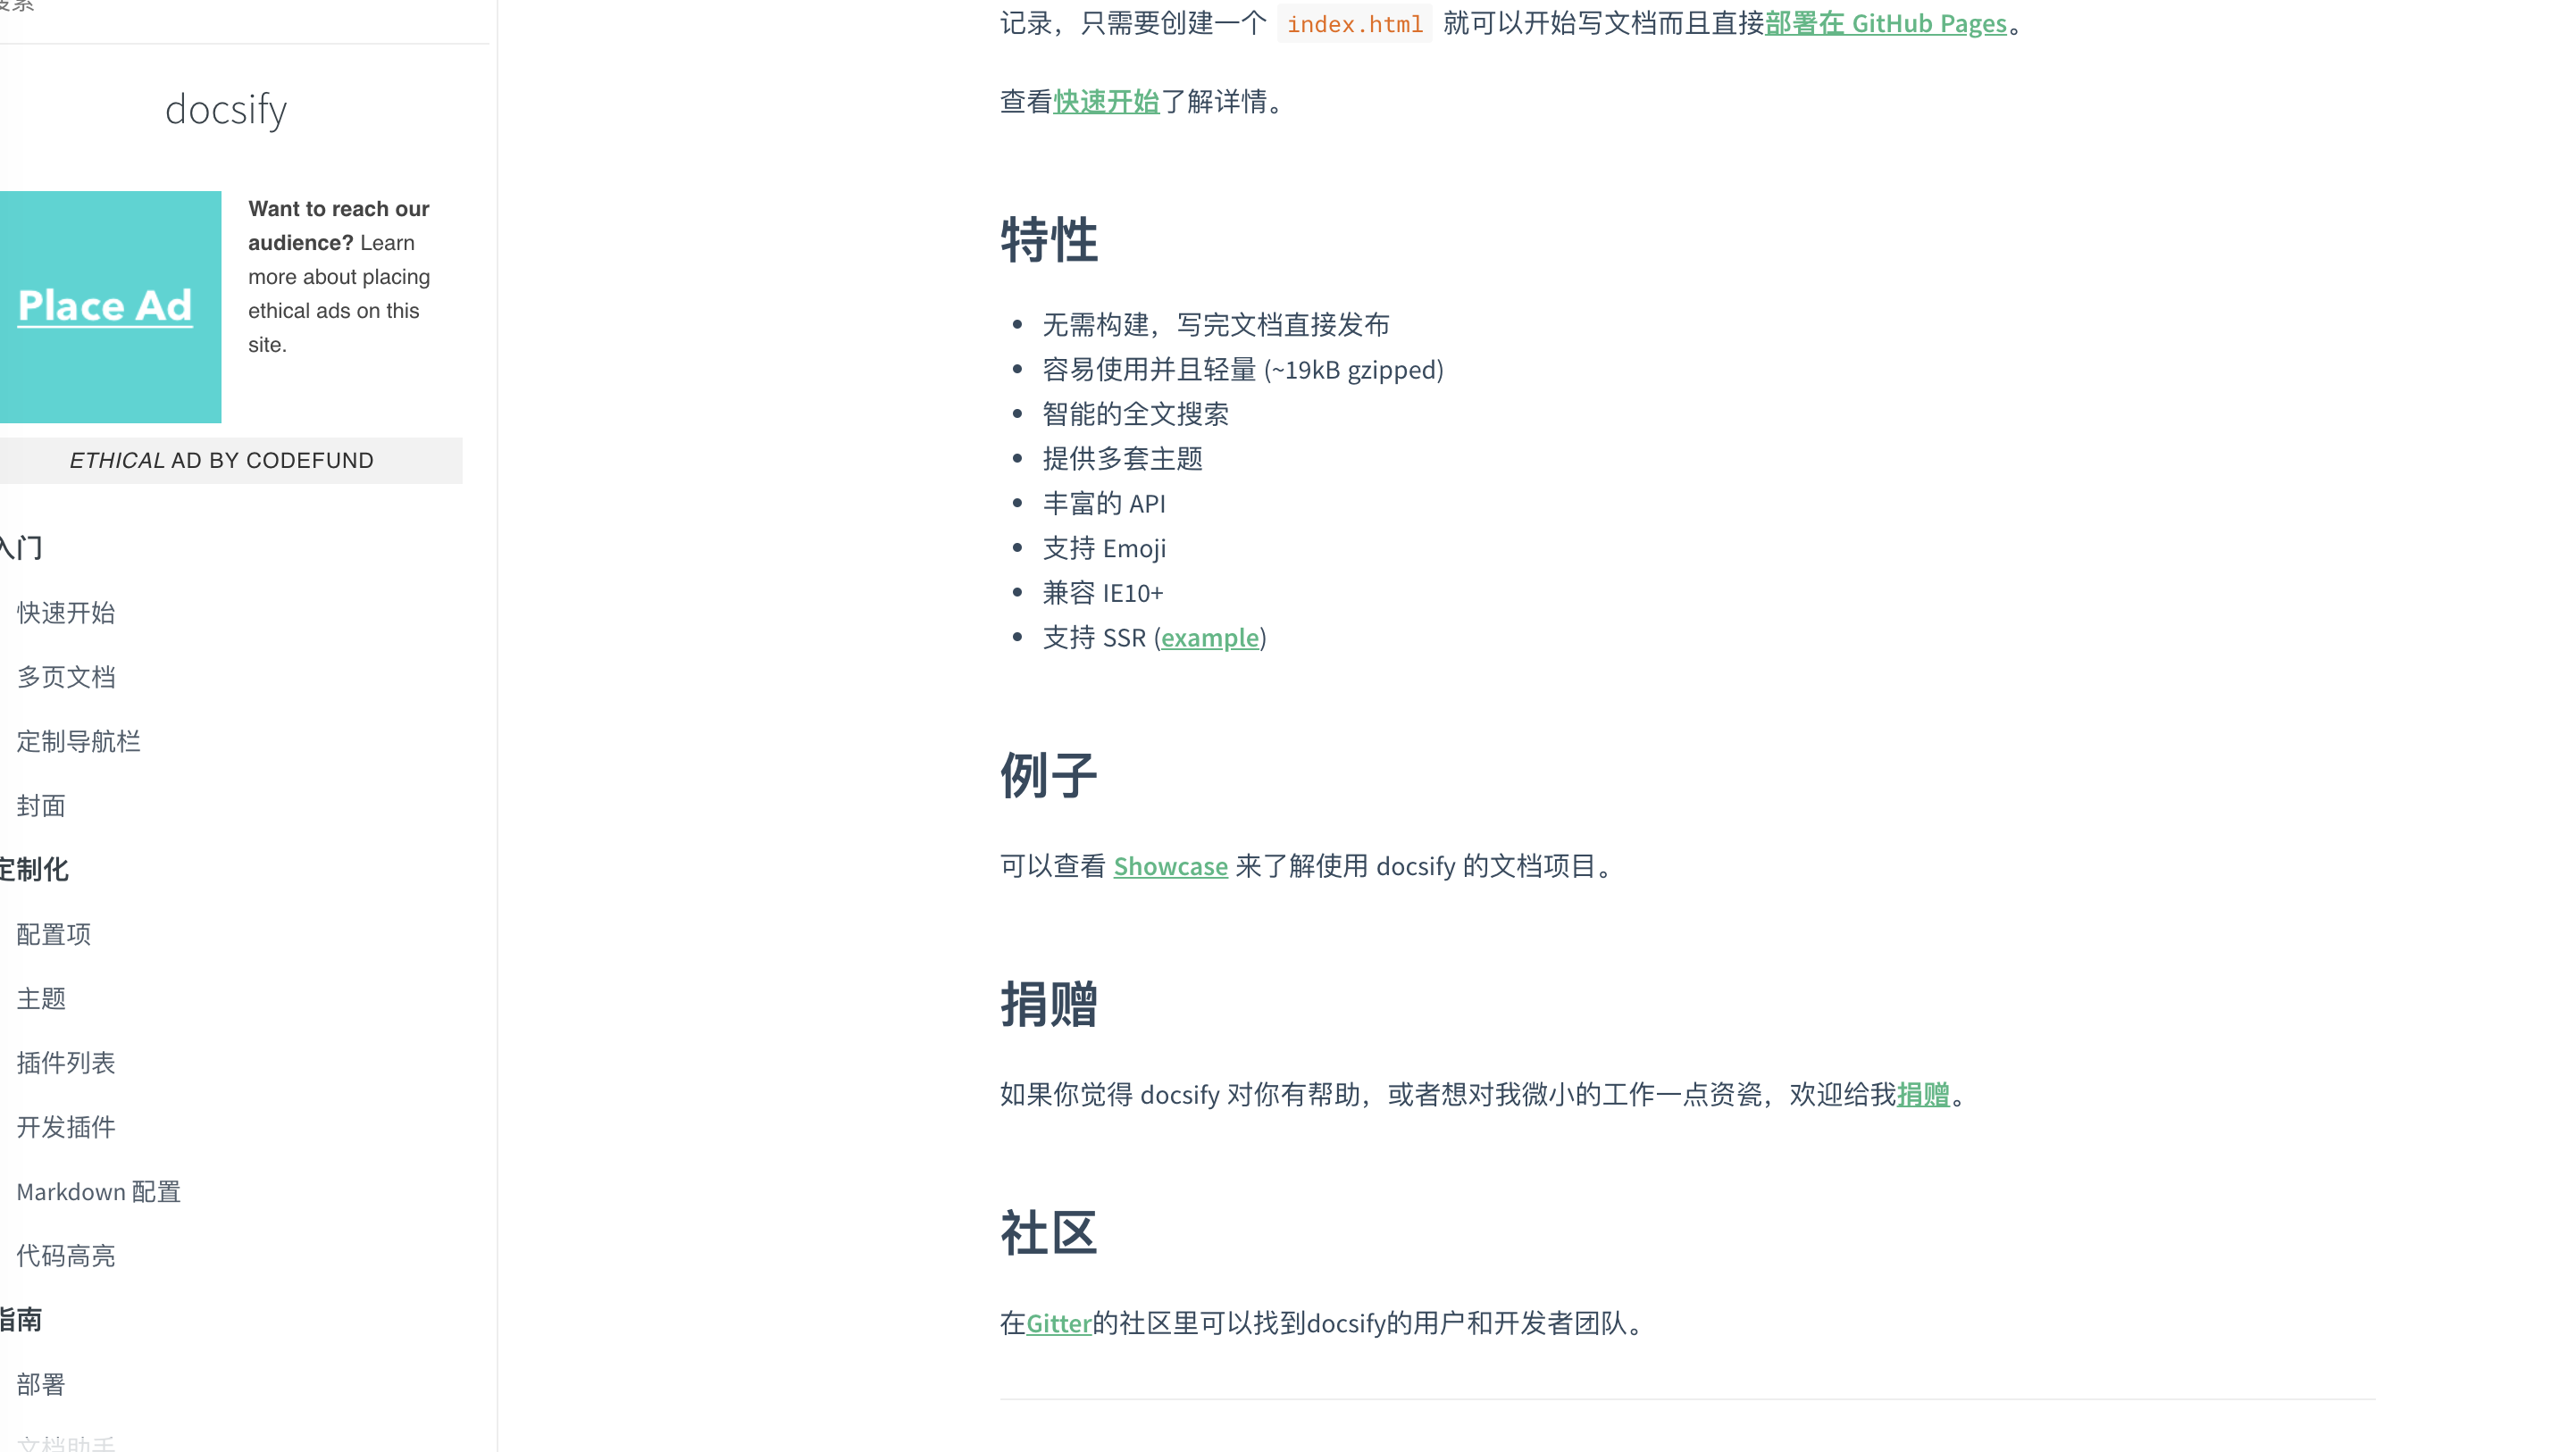 搜索
docsify
Place Ad
Want to reach our
audience? Learn
more about placing
ethical ads on this
site.
ETHICAL AD BY CODEFUND
入门
快速开始
多页文档
定制导航栏
封面
定制化
配置项
主题
插件列表
开发插件
Markdown 配置
代码高亮
指南
部署
文档助手
记录，只需要创建一个 index.html 就可以开始写文档而且直接部署在 GitHub Pages。
查看快速开始了解详情。
特性
无需构建，写完文档直接发布
容易使用并且轻量 (~19kB gzipped)
智能的全文搜索
提供多套主题
丰富的 API
支持 Emoji
兼容 IE10+
支持 SSR (example)
例子
可以查看 Showcase 来了解使用 docsify 的文档项目。
捐赠
如果你觉得 docsify 对你有帮助，或者想对我微小的工作一点资瓷，欢迎给我捐赠。
社区
在Gitter的社区里可以找到docsify的用户和开发者团队。